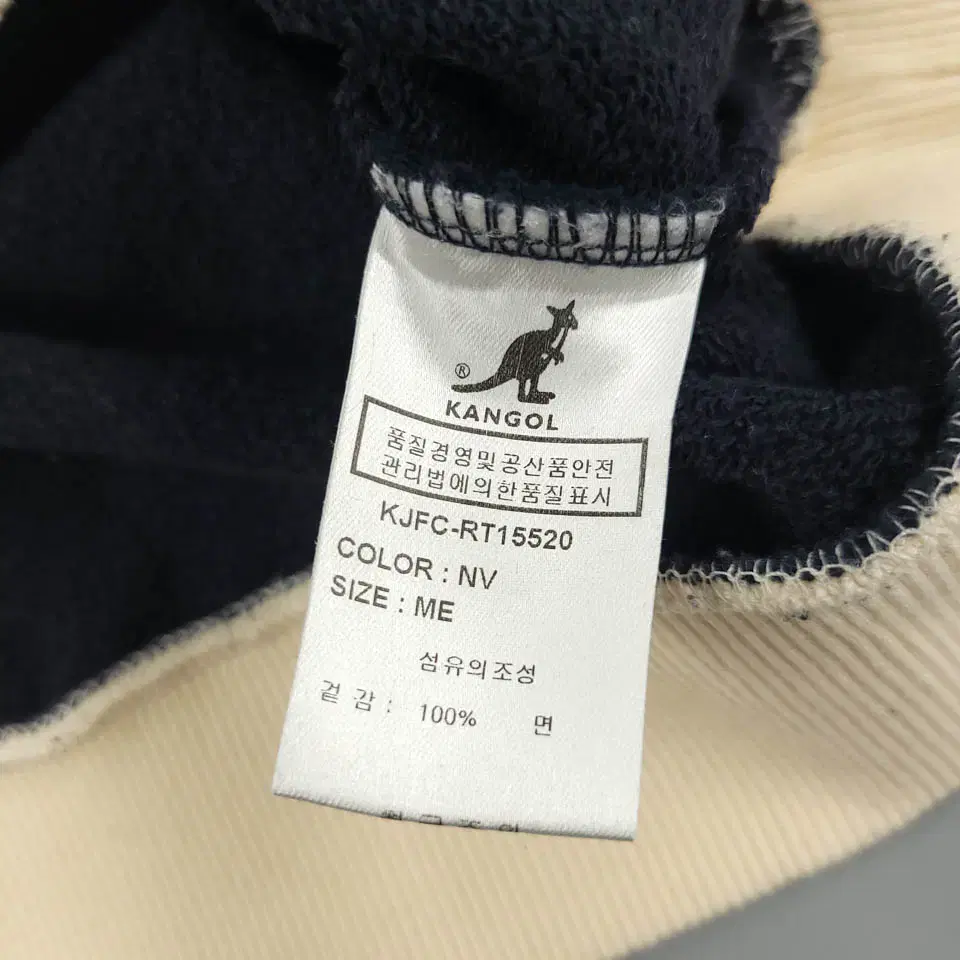 ®
KANGOL
품질경영및공산품안전
관리법에의한품질표시
KJFC-RT15520
COLOR : NV
SIZE : ME
섬유의조성
겉 감 : 100% 면